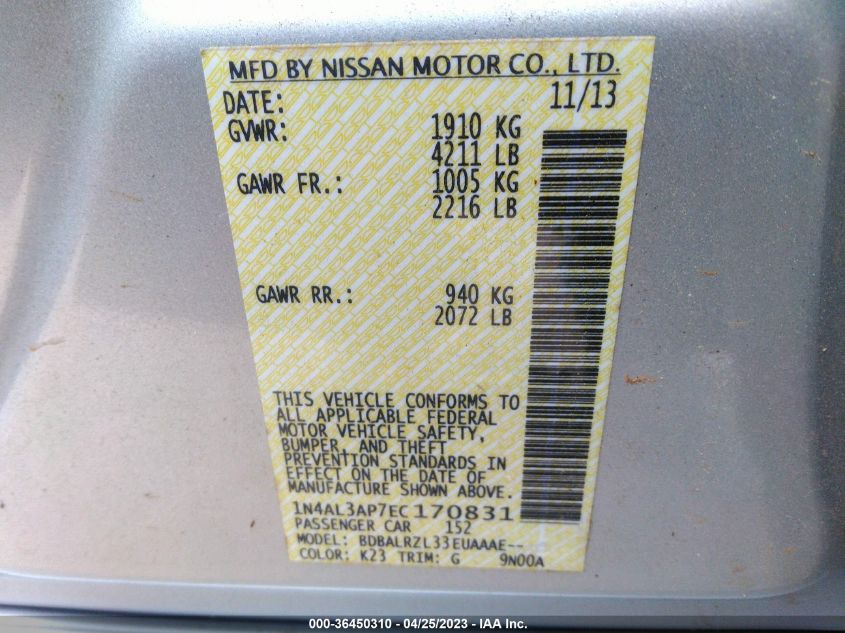 MFD BY NISSAN MOTOR CO., LTD.
DATE: 11/13
GVWR: 1910 KG
4211 LB
GAWR FR.: 1005 KG
2216 LB
GAWR RR.: 940 KG
2072 LB
THIS VEHICLE CONFORMS TO
ALL APPLICABLE FEDERAL
MOTOR VEHICLE SAFETY,
BUMPER, AND THEFT
PREVENTION STANDARDS IN
EFFECT ON THE DATE OF
MANUFACTURE SHOWN ABOVE.
1N4AL3AP7EC170831
PASSENGER CAR 152
MODEL: BDBALRZL33EUAAAE--
COLOR: K23 TRIM: G 9N00A
000-36450310 - 04/25/2023 - IAA Inc.